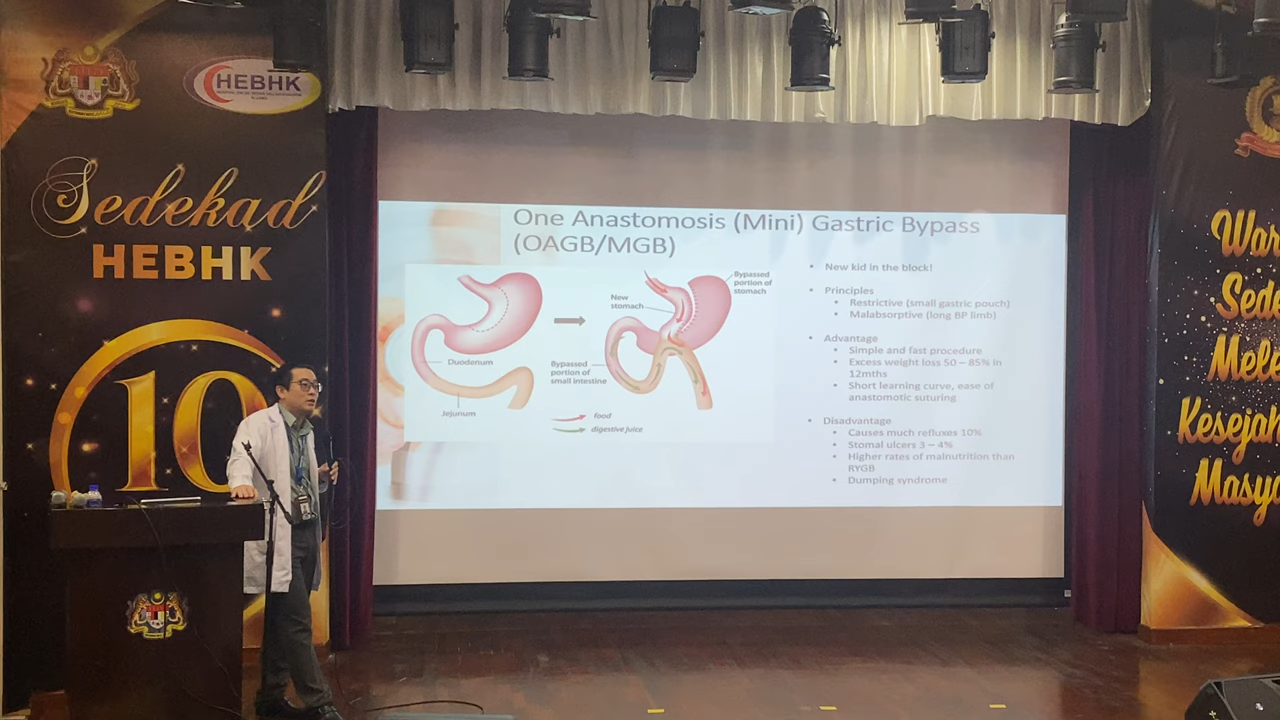 HEBHK
Sedekad
HEBHK
10
One Anastomosis (Mini) Gastric Bypass
(OAGB/MGB)
Duodenum
Jejunum
New
stomach
Bypassed
portion of
stomach
Bypassed
portion of
small intestine
food
digestive juice
• New kid in the block!
• Principles
• Restrictive (small gastric pouch)
• Malabsorptive (long BP limb)
• Advantage
• Simple and fast procedure
• Excess weight loss 50 – 85% in
12mths
• Short learning curve, ease of
anastomotic suturing
• Disadvantage
• Causes much refluxes 10%
• Stomal ulcers 3 – 4%
• Higher rates of malnutrition than
RYGB
• Dumping syndrome
War
Sed
Mele
Kesejah
Masya